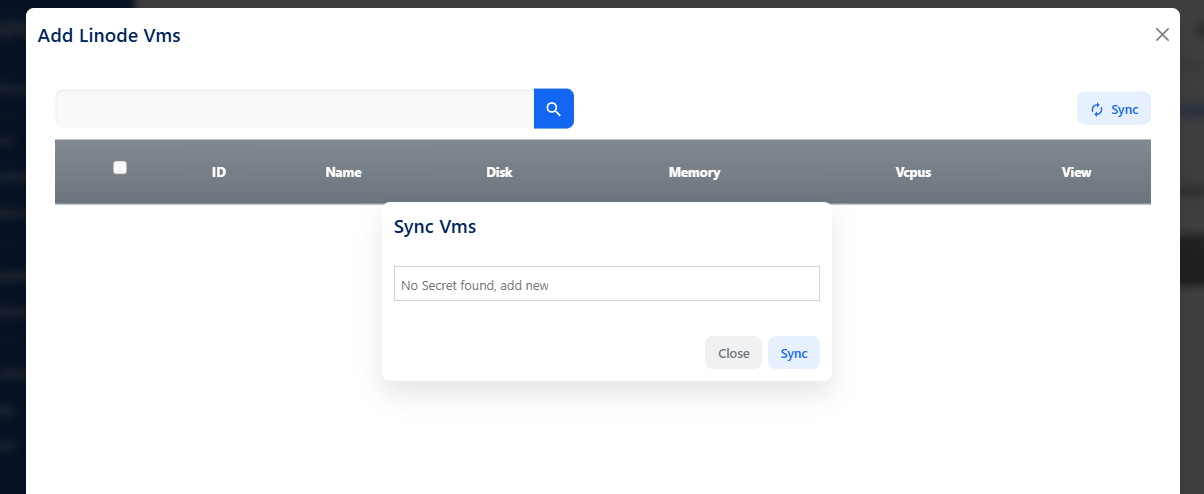 Add Linode Vms
Sync
ID Name Disk Memory Vcpus View
Sync Vms
No Secret found, add new
Close Sync